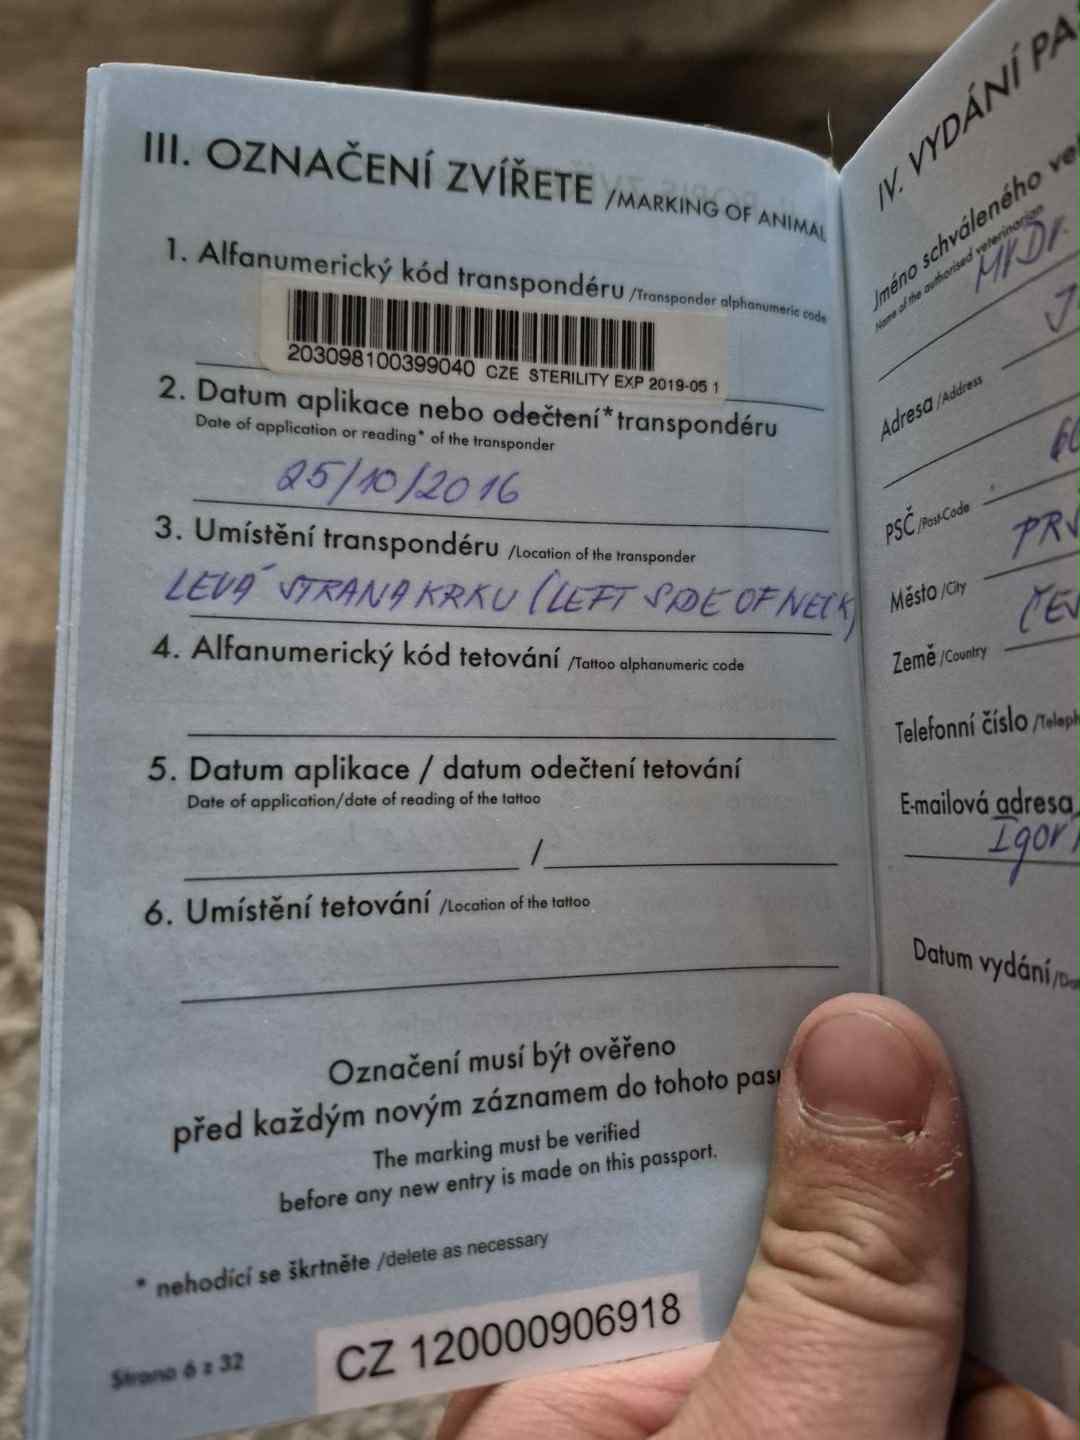 III. OZNAČENÍ ZVÍŘETE /MARKING OF ANIMAL
1. Alfanumerický kód transpondéru /Transponder alphanumeric code
203098100399040 CZE STERILITY EXP 2019-05 1
2. Datum aplikace nebo odečtení* transpondéru
Date of application or reading* of the transponder
25/10/2016
3. Umístění transpondéru /Location of the transponder
LEVÁ STRANA KRKU (LEFT SIDE OF NECK)
4. Alfanumerický kód tetování /Tattoo alphanumeric code
5. Datum aplikace / datum odečtení tetování
Date of application/date of reading of the tattoo
/
6. Umístění tetování /Location of the tattoo
Označení musí být ověřeno
před každým novým záznamem do tohoto pasu
The marking must be verified
before any new entry is made on this passport.
* nehodící se škrtněte /delete as necessary
CZ 120000906918
Strana 6 z 32
IV. VYDÁNÍ PA
Jméno schváleného ve
Name of the authorised veterinarian
MVDr.
Adresa /Address
PSČ /Post-Code
Město /City
PRŠ
Země /Country
ČES
Telefonní číslo /Teleph
E-mailová adresa
Igor
Datum vydání /Da